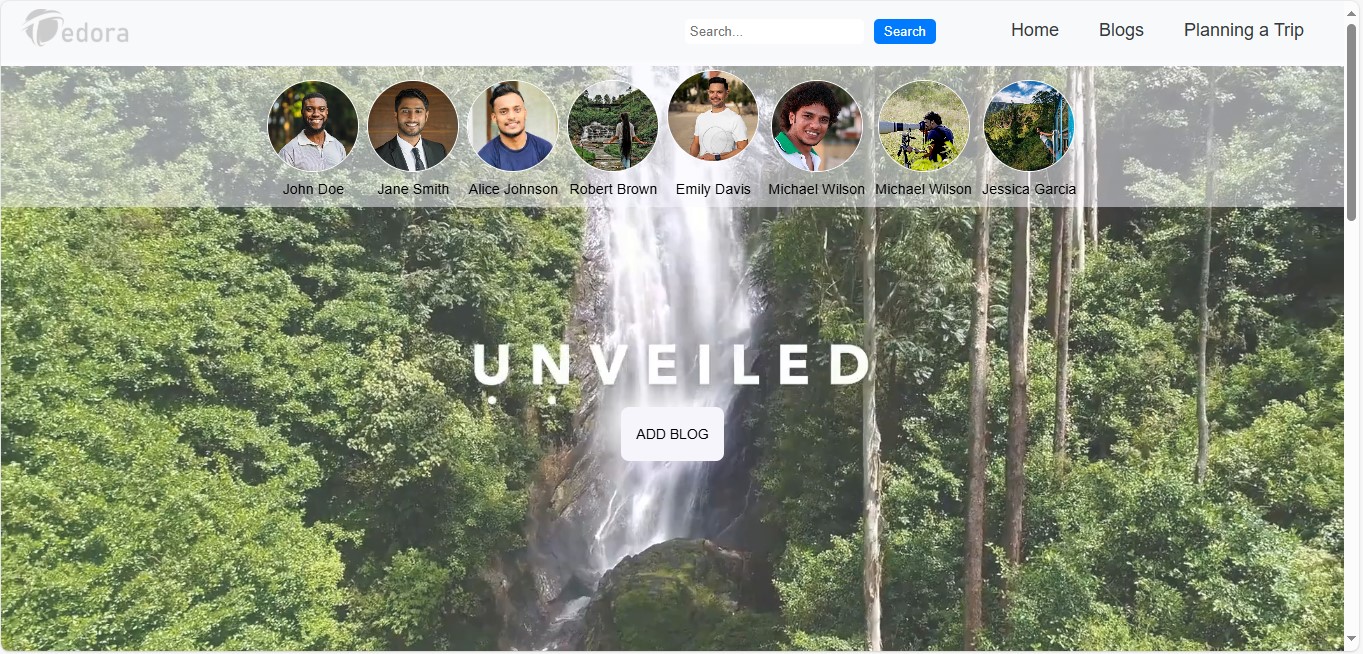 Tedora
Search...
Search
Home
Blogs
Planning a Trip
John Doe
Jane Smith
Alice Johnson
Robert Brown
Emily Davis
Michael Wilson
Michael Wilson
Jessica Garcia
UNVEILED
ADD BLOG